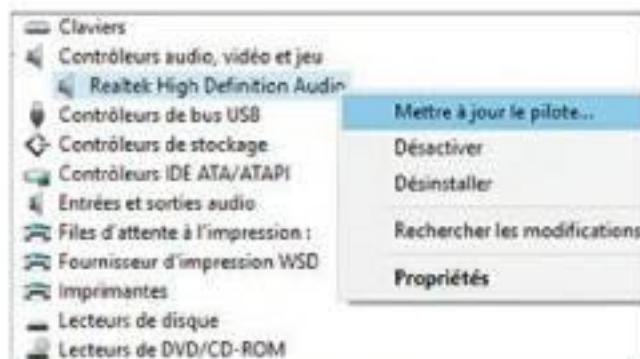 Claviers
Contrôleurs audio, vidéo et jeu
Realtek High Definition Audio
Contrôleurs de bus USB
Contrôleurs de stockage
Contrôleurs IDE ATA/ATAPI
Entrées et sorties audio
Files d'attente à l'impression :
Fournisseur d'impression WSD
Imprimantes
Lecteurs de disque
Lecteurs de DVD/CD-ROM
Mettre à jour le pilote...
Désactiver
Désinstaller
Rechercher les modifications
Propriétés